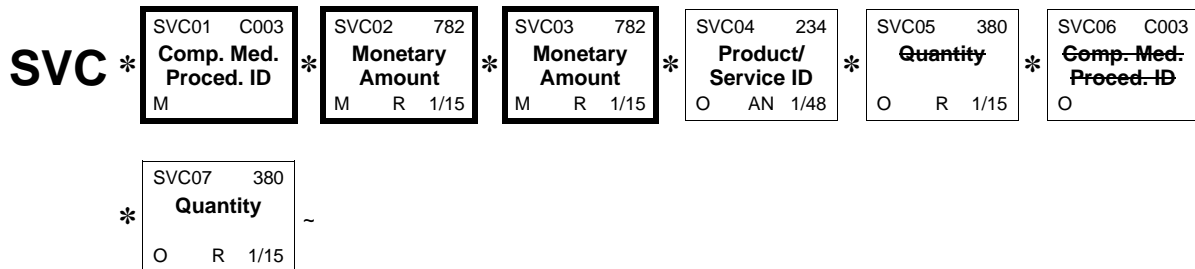 SVC * SVC01 C003 * SVC02 782 * SVC03 782 * SVC04 234 * SVC05 380 * SVC06 C003
Comp. Med. Monetary Monetary Product/ Quantity Comp. Med.
Proced. ID Amount Amount Service ID Proced. ID
M M R 1/15 M R 1/15 O AN 1/48 O R 1/15 O
* SVC07 380 ~
Quantity
O R 1/15